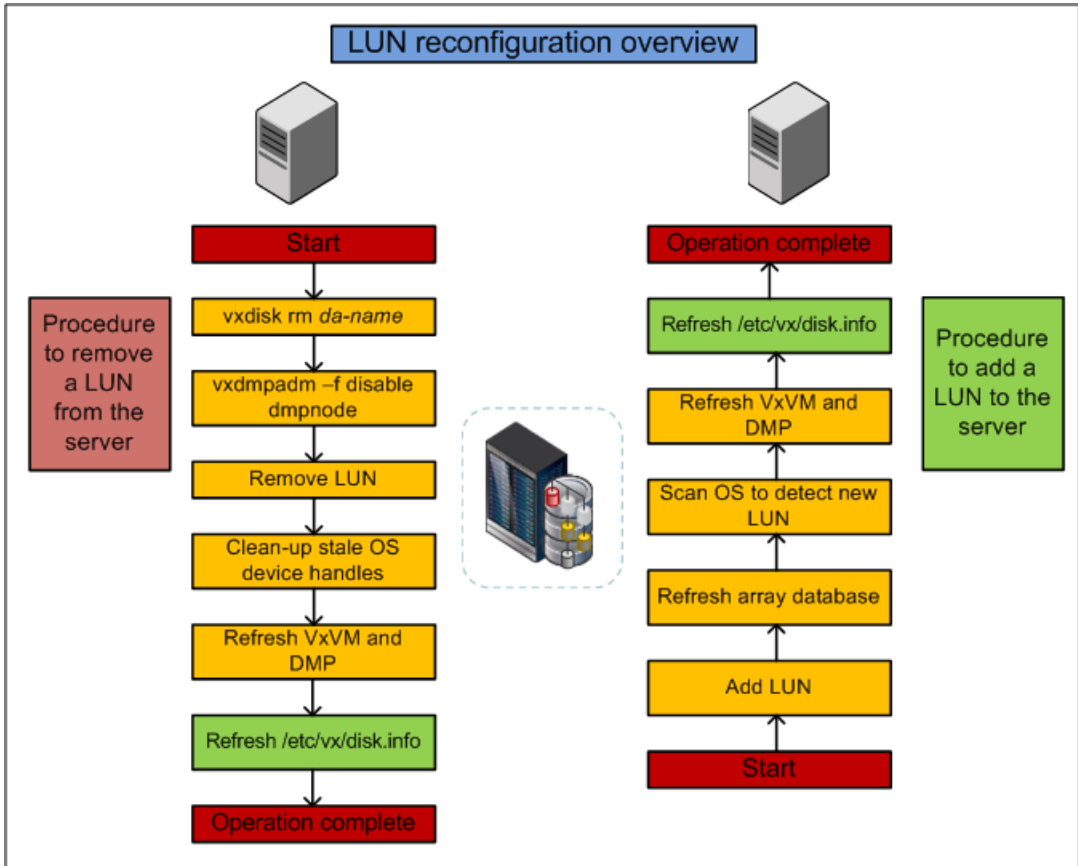 LUN reconfiguration overview
Procedure
to remove
a LUN
from the
server
Start
vxdisk rm da-name
vxdmpadm –f disable
dmpnode
Remove LUN
Clean-up stale OS
device handles
Refresh VxVM and
DMP
Refresh /etc/vx/disk.info
Operation complete
Operation complete
Refresh /etc/vx/disk.info
Refresh VxVM and
DMP
Scan OS to detect new
LUN
Refresh array database
Add LUN
Start
Procedure
to add a
LUN to the
server